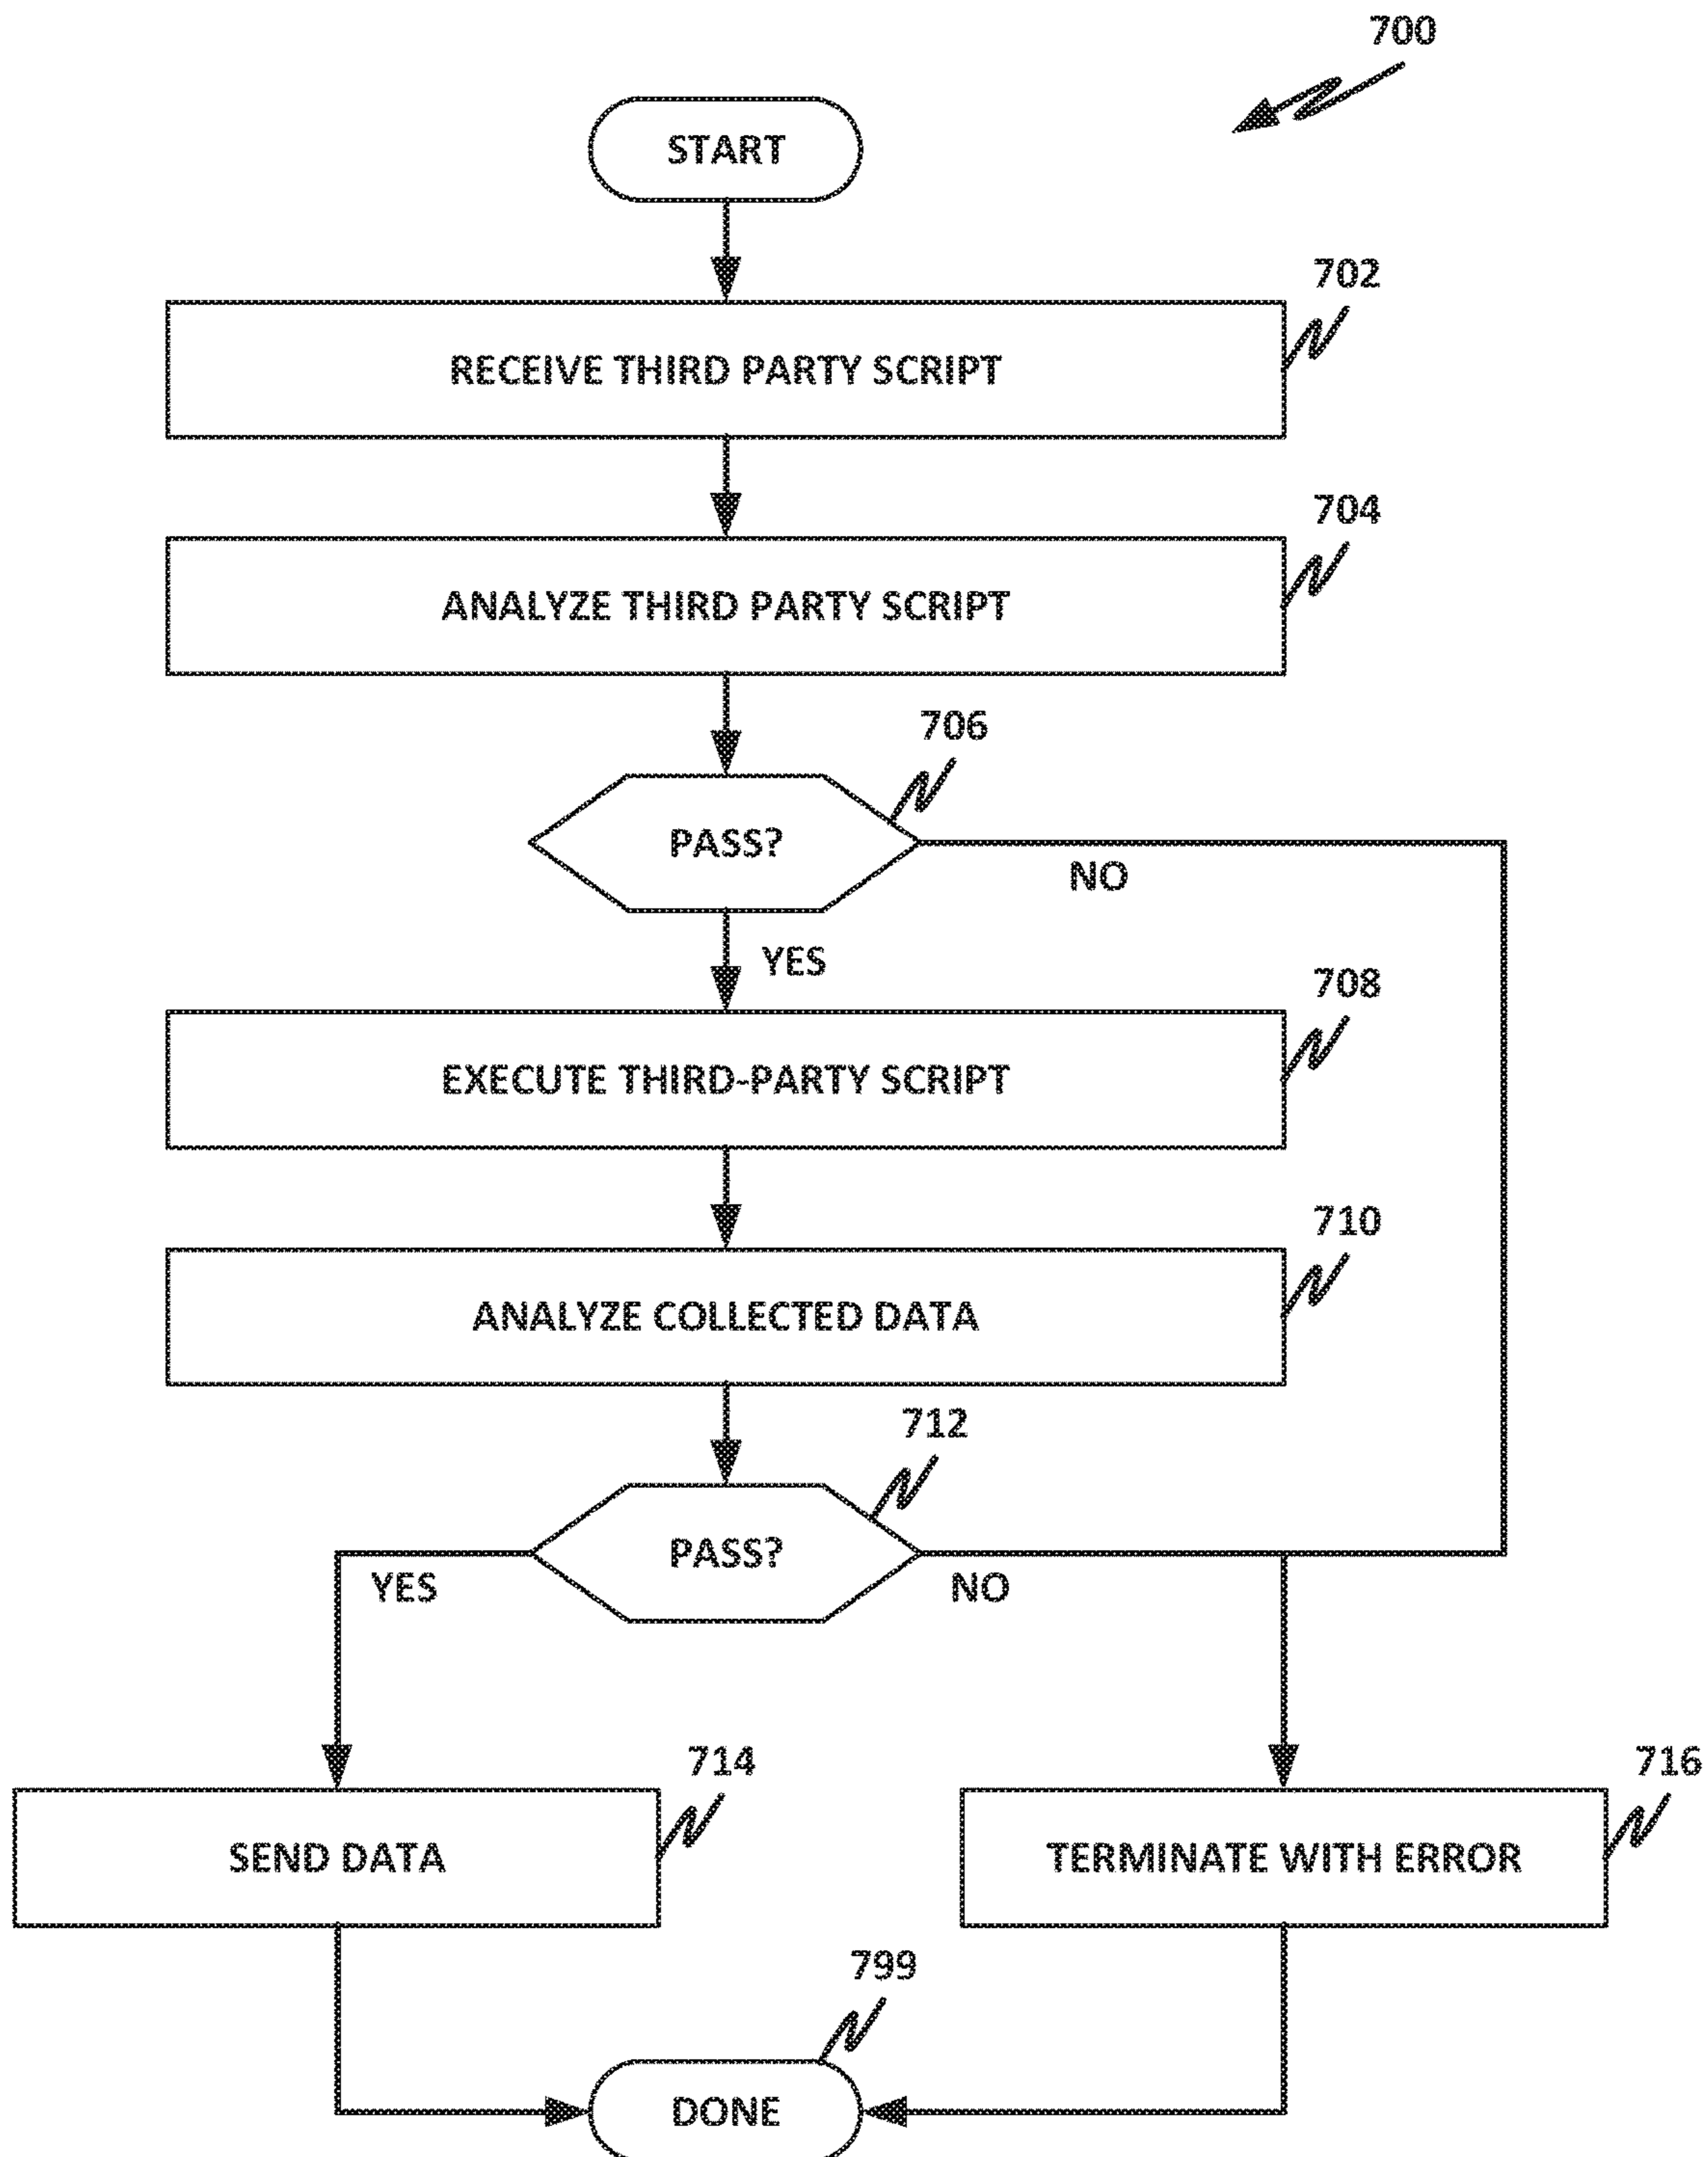 700
START
702
RECEIVE THIRD PARTY SCRIPT
704
ANALYZE THIRD PARTY SCRIPT
706
PASS?
NO
YES
708
EXECUTE THIRD-PARTY SCRIPT
710
ANALYZE COLLECTED DATA
712
PASS?
YES
NO
714
716
SEND DATA
TERMINATE WITH ERROR
799
DONE